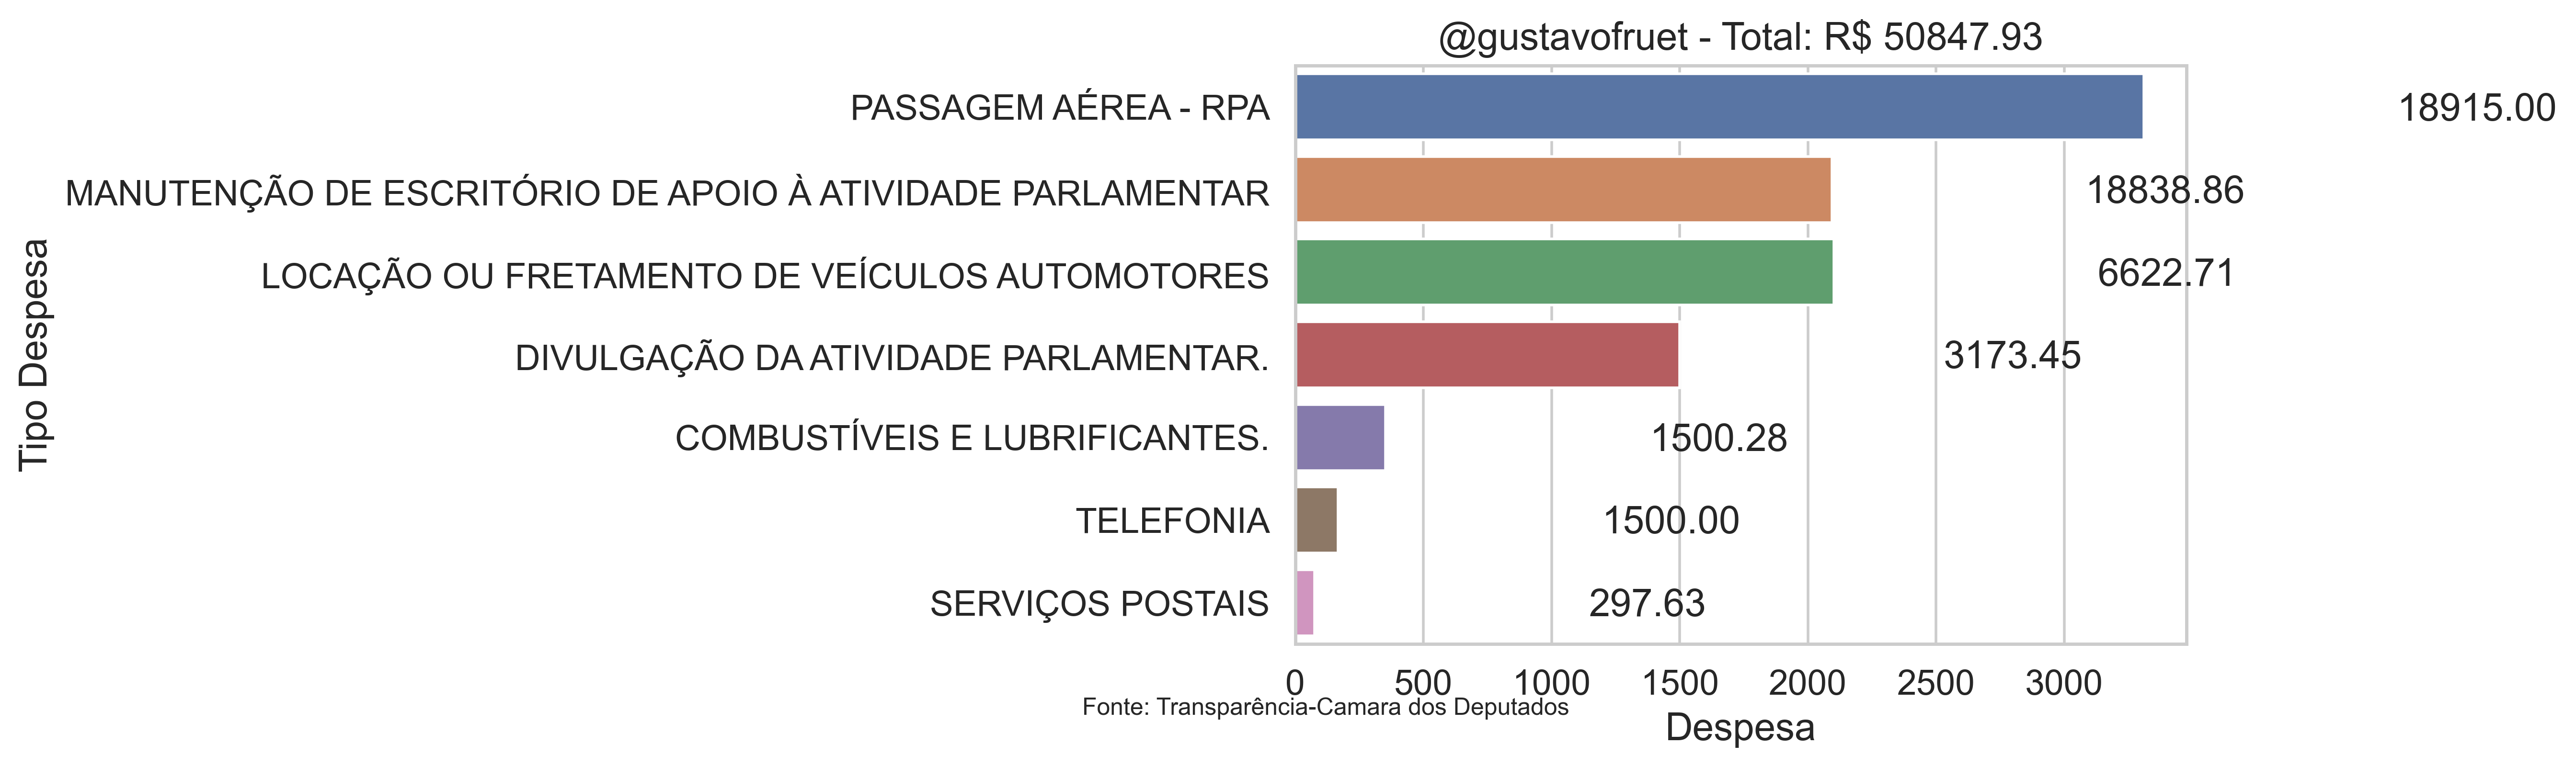 @gustavofruet - Total: R$ 50847.93
Tipo Despesa
PASSAGEM AÉREA - RPA 18915.00
MANUTENÇÃO DE ESCRITÓRIO DE APOIO À ATIVIDADE PARLAMENTAR 18838.86
LOCAÇÃO OU FRETAMENTO DE VEÍCULOS AUTOMOTORES 6622.71
DIVULGAÇÃO DA ATIVIDADE PARLAMENTAR. 3173.45
COMBUSTÍVEIS E LUBRIFICANTES. 1500.28
TELEFONIA 1500.00
SERVIÇOS POSTAIS 297.63
0 500 1000 1500 2000 2500 3000
Fonte: Transparência-Camara dos Deputados
Despesa